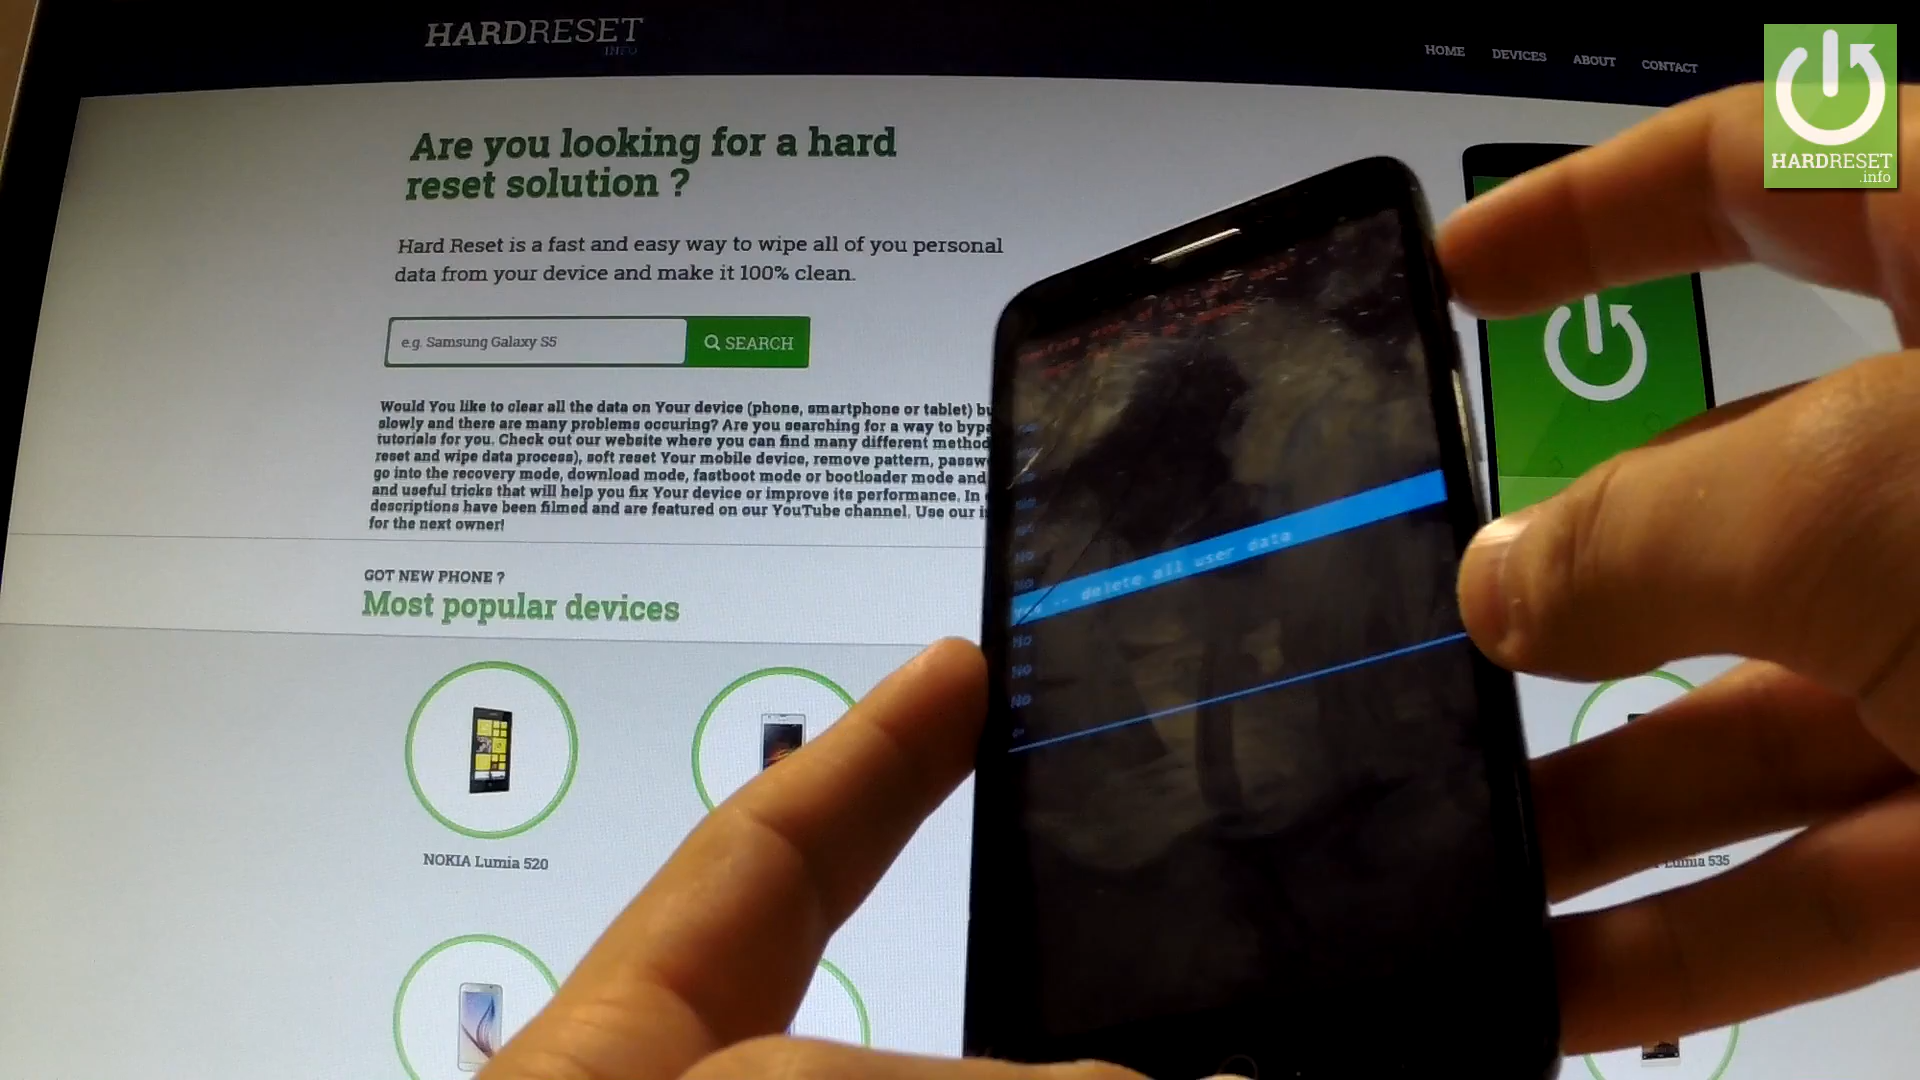 HARDRESET
INFO
HOME DEVICES ABOUT CONTACT
HARDRESET
.info
Are you looking for a hard
reset solution ?
Hard Reset is a fast and easy way to wipe all of you personal
data from your device and make it 100% clean.
e.g. Samsung Galaxy S5
SEARCH
Would You like to clear all the data on Your device (phone, smartphone or tablet)
slowly and there are many problems occuring? Are you searching for a way to
tutorials for you. Check out our website where you can find many different
reset and wipe data process), soft reset Your mobile device, remove pattern,
go into the recovery mode, download mode, fastboot mode or bootloader mode and
and useful tricks that will help you fix Your device or improve its performance. In
descriptions have been filmed and are featured on our YouTube channel. Use our
for the next owner!
GOT NEW PHONE ?
Most popular devices
NOKIA Lumia 520
Lumia 535
No
No
Yes -- delete all user data
No
No
No